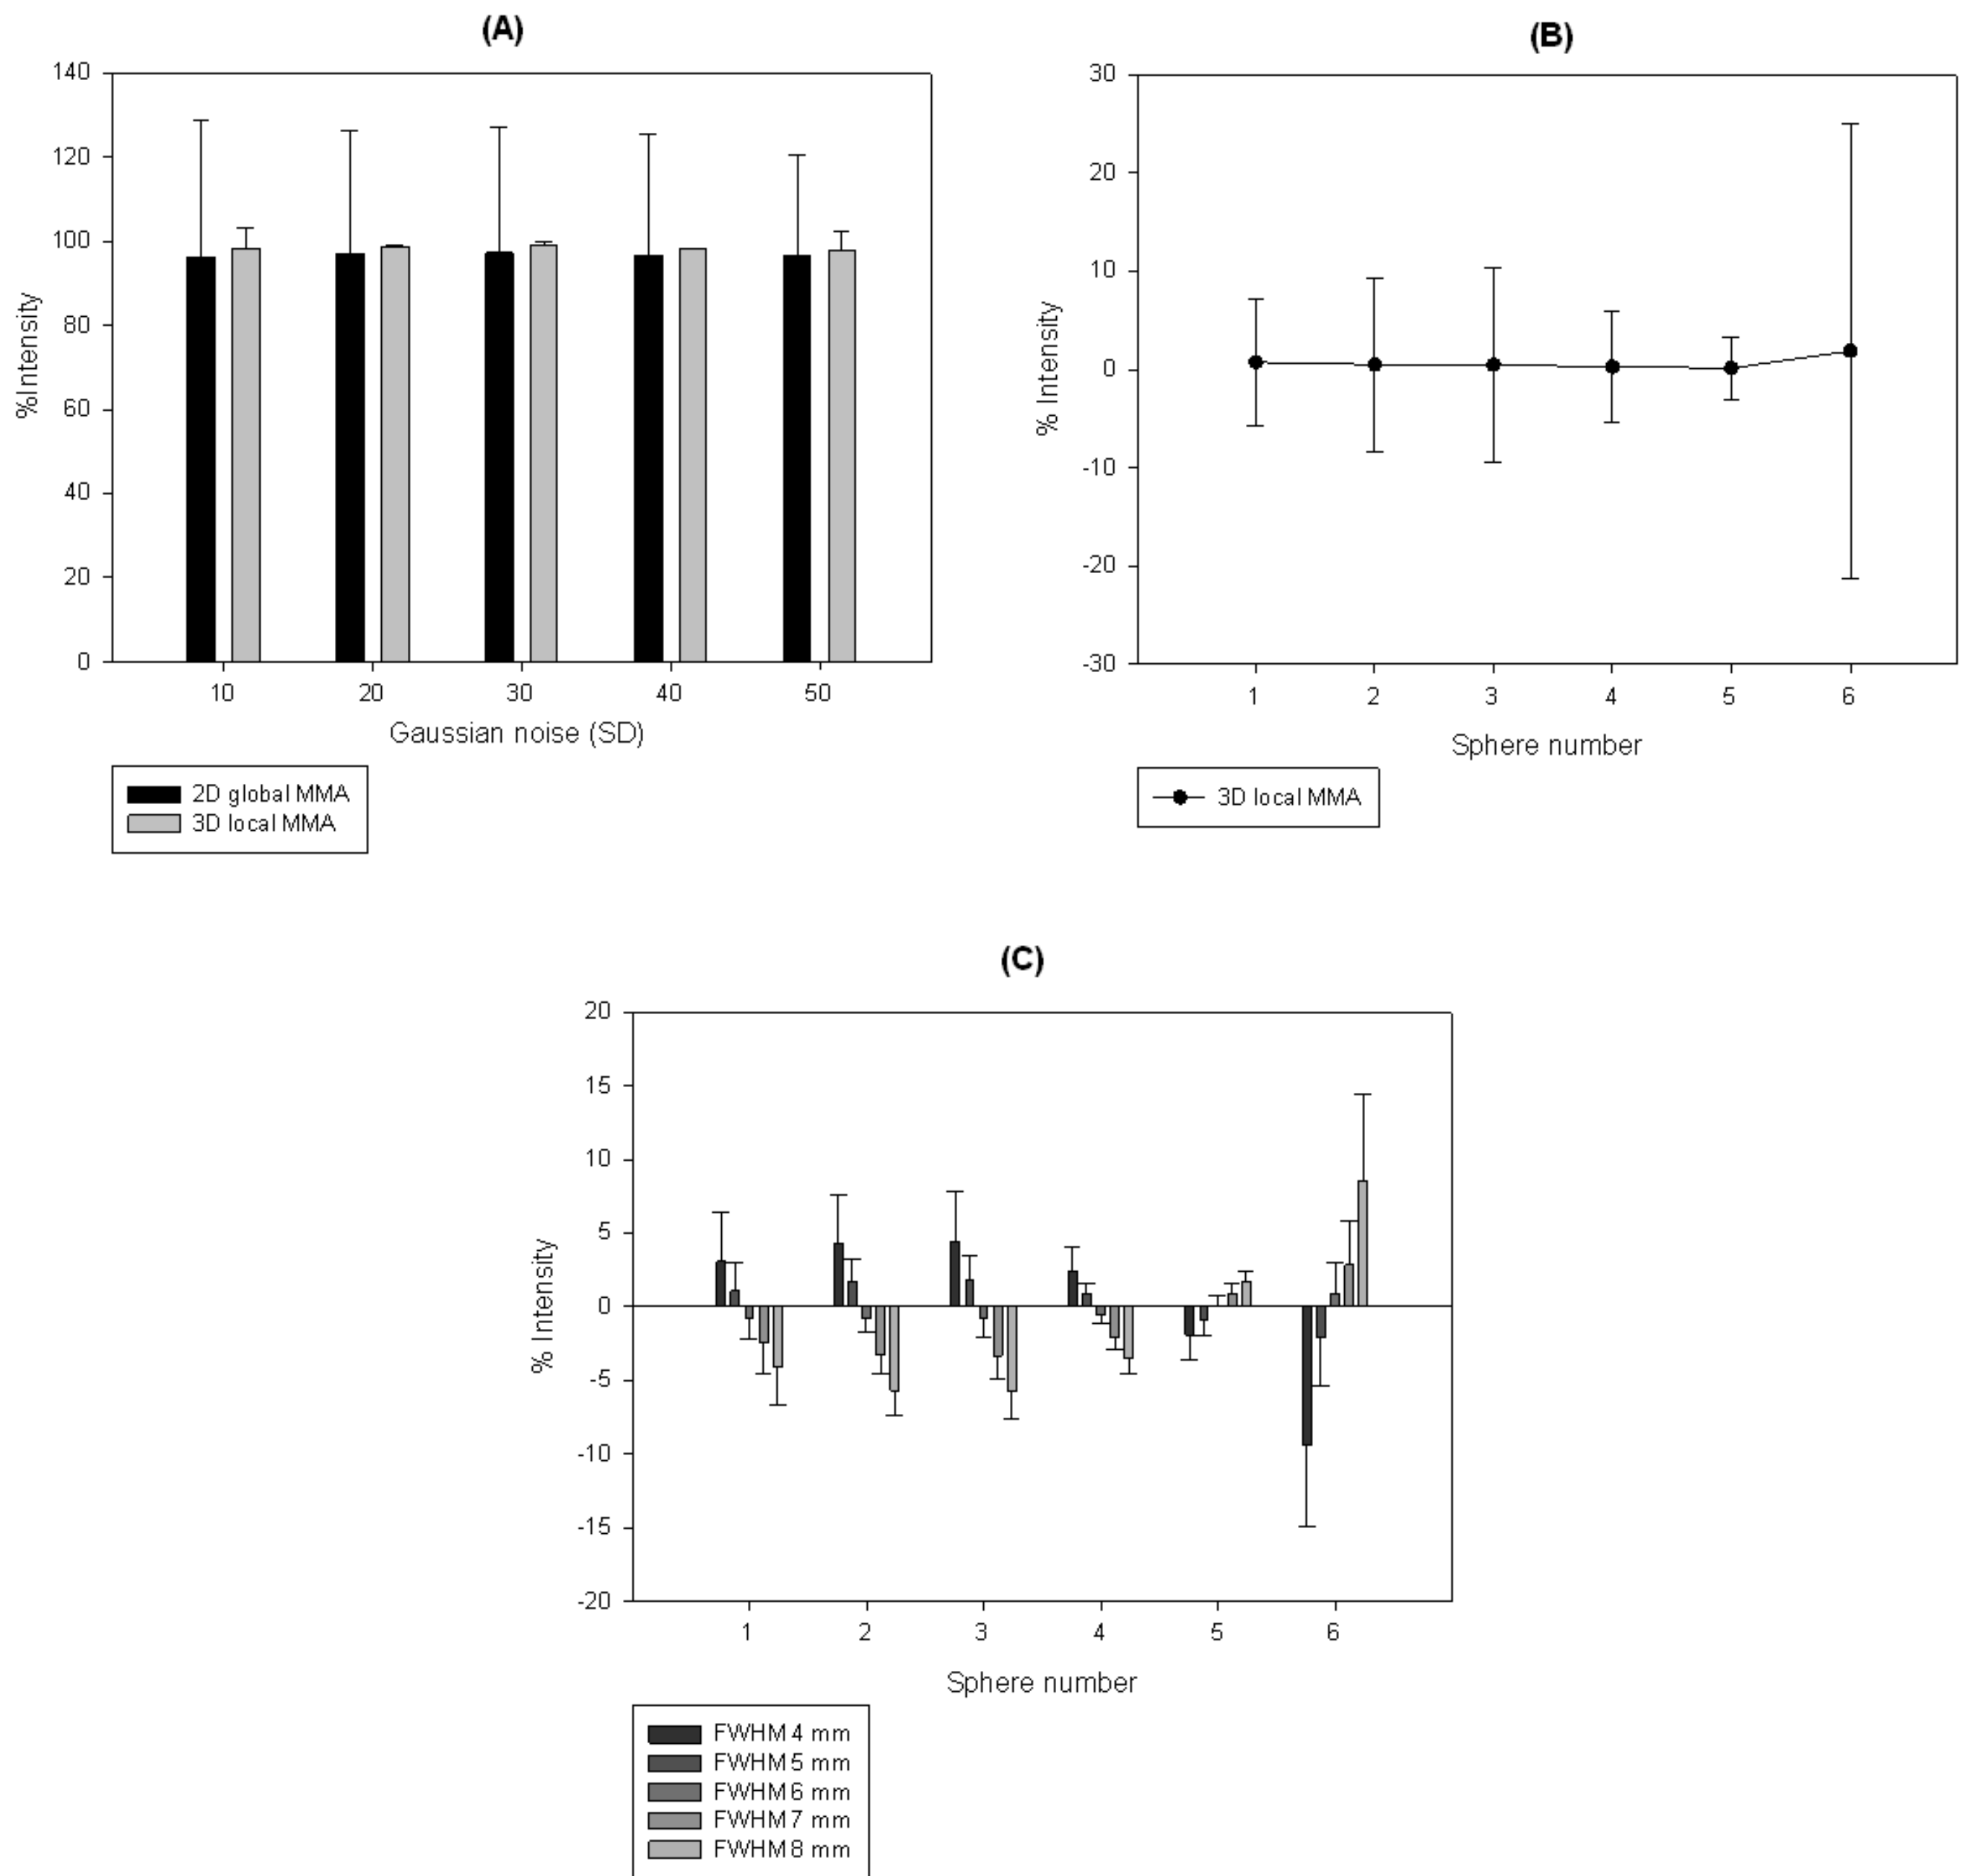 (A)
140
120
100
80
60
40
20
0
%Intensity
10 20 30 40 50
Gaussian noise (SD)
2D global MMA
3D local MMA
(B)
30
20
10
0
-10
-20
-30
% Intensity
1 2 3 4 5 6
Sphere number
3D local MMA
(C)
20
15
10
5
0
-5
-10
-15
-20
% Intensity
1 2 3 4 5 6
Sphere number
FWHM 4 mm
FWHM 5 mm
FWHM 6 mm
FWHM 7 mm
FWHM 8 mm